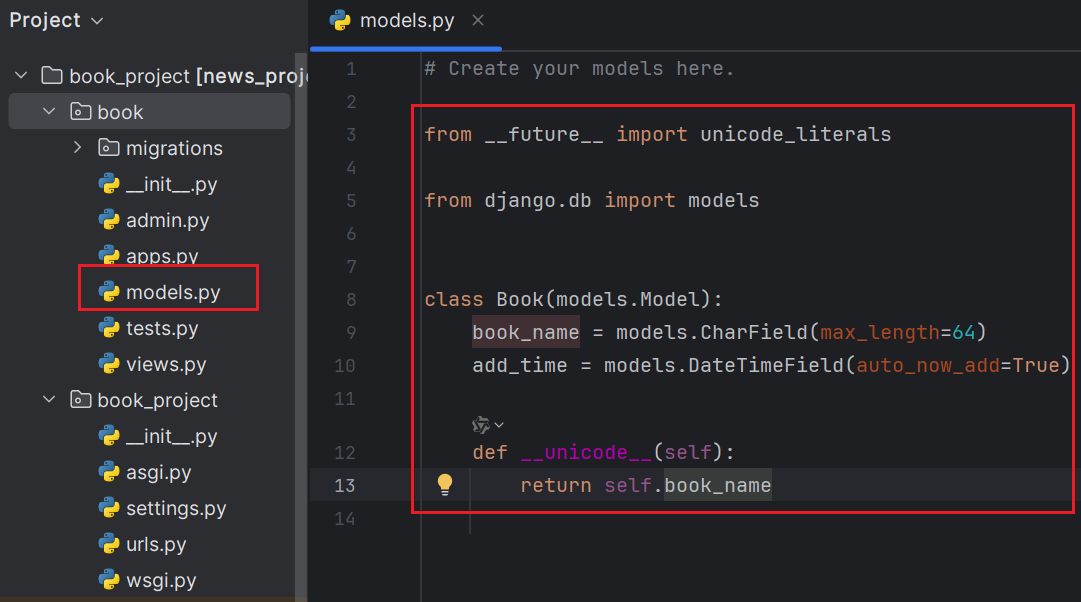 Project
book_project [news_proj
book
migrations
__init__.py
admin.py
apps.py
models.py
tests.py
views.py
book_project
__init__.py
asgi.py
settings.py
urls.py
wsgi.py
models.py
1 # Create your models here.
2
3 from __future__ import unicode_literals
4
5 from django.db import models
6
7
8 class Book(models.Model):
9     book_name = models.CharField(max_length=64)
10     add_time = models.DateTimeField(auto_now_add=True)
11
12     def __unicode__(self):
13         return self.book_name
14